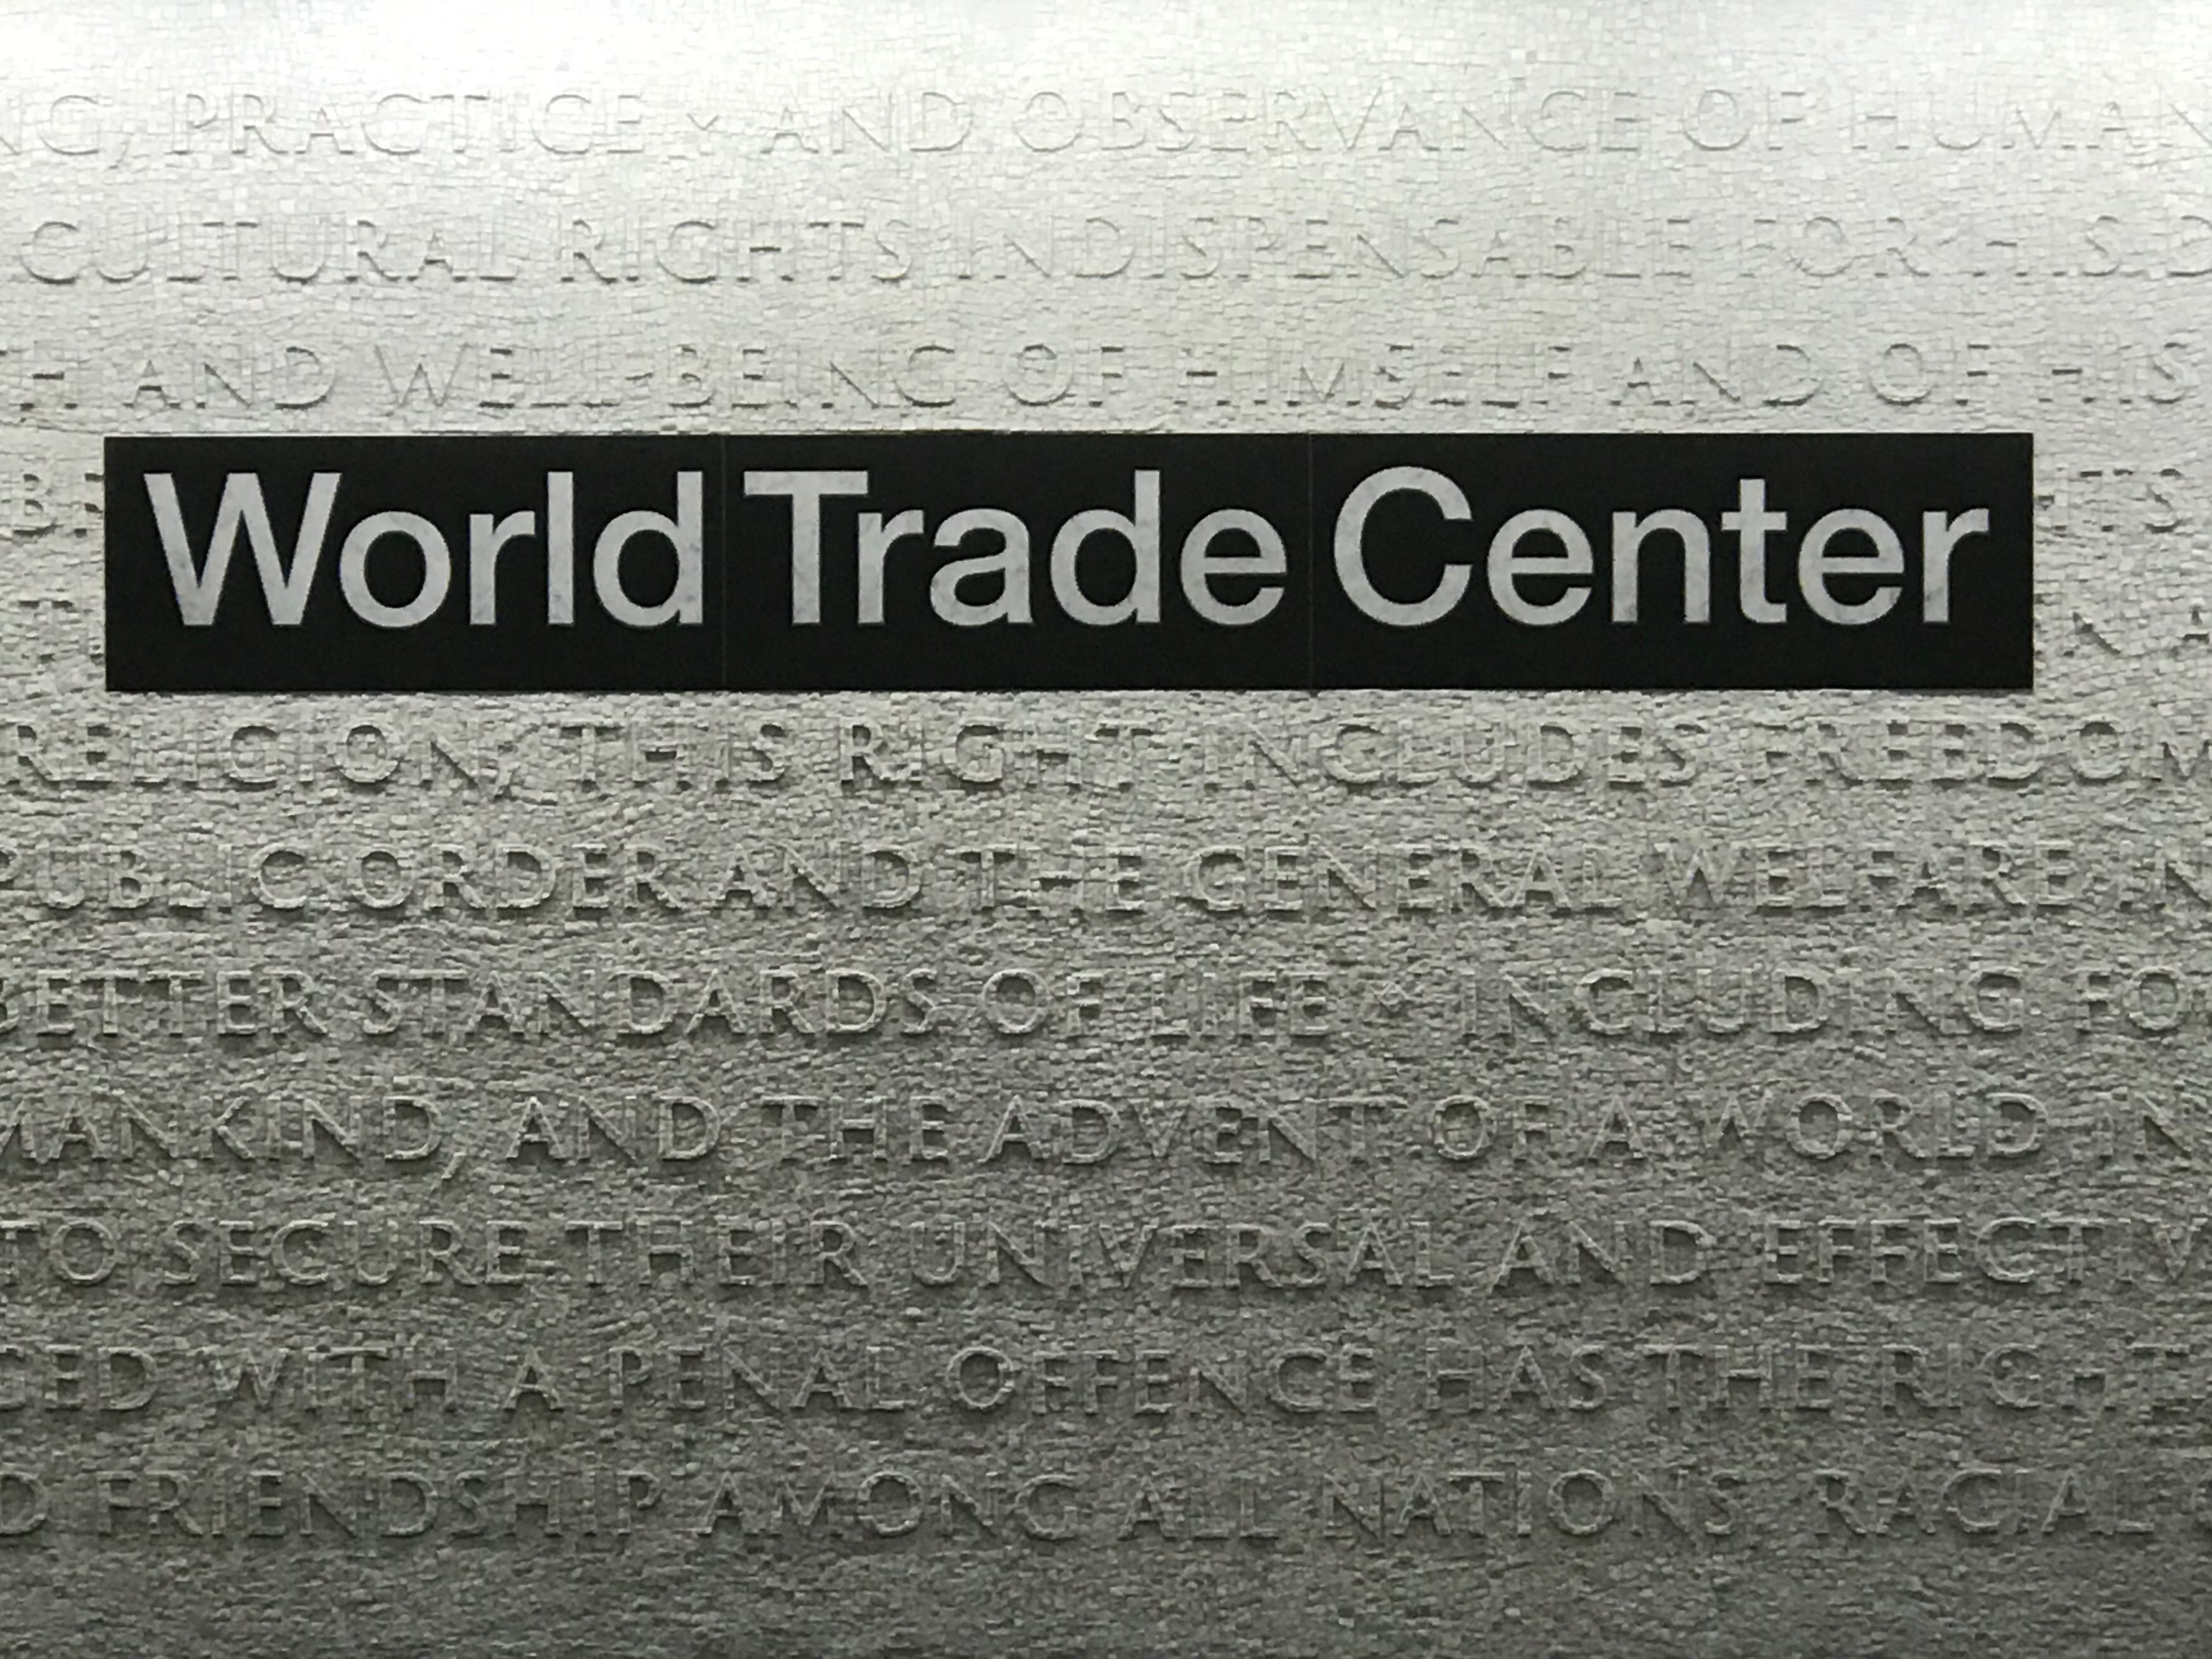 NG, PRACTICE AND OBSERVANCE OF HUMAN
CULTURAL RIGHTS INDISPENSABLE FOR HIS D
H AND WELL-BEING OF HIMSELF AND OF HIS
World Trade Center
RELIGION, THIS RIGHT INCLUDES FREEDOM
PUBLIC ORDER AND THE GENERAL WELFARE IN
BETTER STANDARDS OF LIFE INCLUDING FO
MANKIND, AND THE ADVENT OF A WORLD IN
TO SECURE THEIR UNIVERSAL AND EFFECTIV
GED WITH A PENAL OFFENCE HAS THE RIGHT
D FRIENDSHIP AMONG ALL NATIONS RACIAL